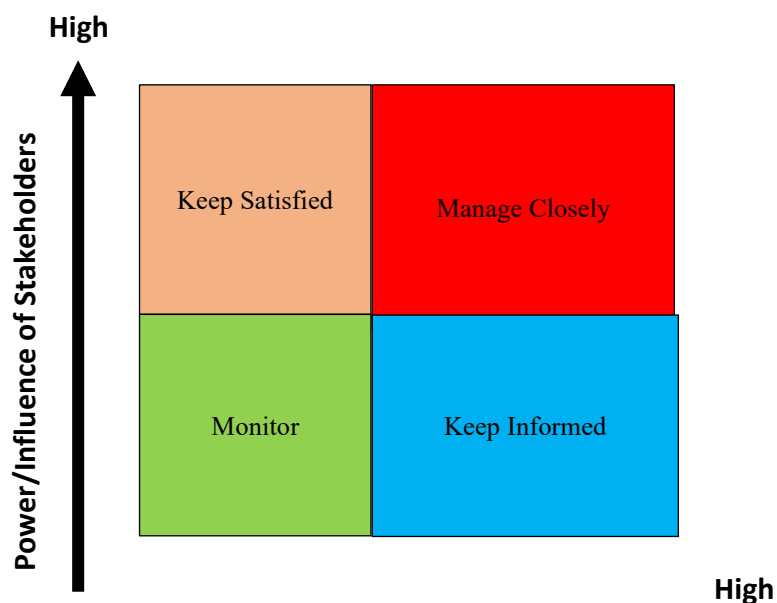 High
Power/Influence of Stakeholders
Keep Satisfied
Manage Closely
Monitor
Keep Informed
High